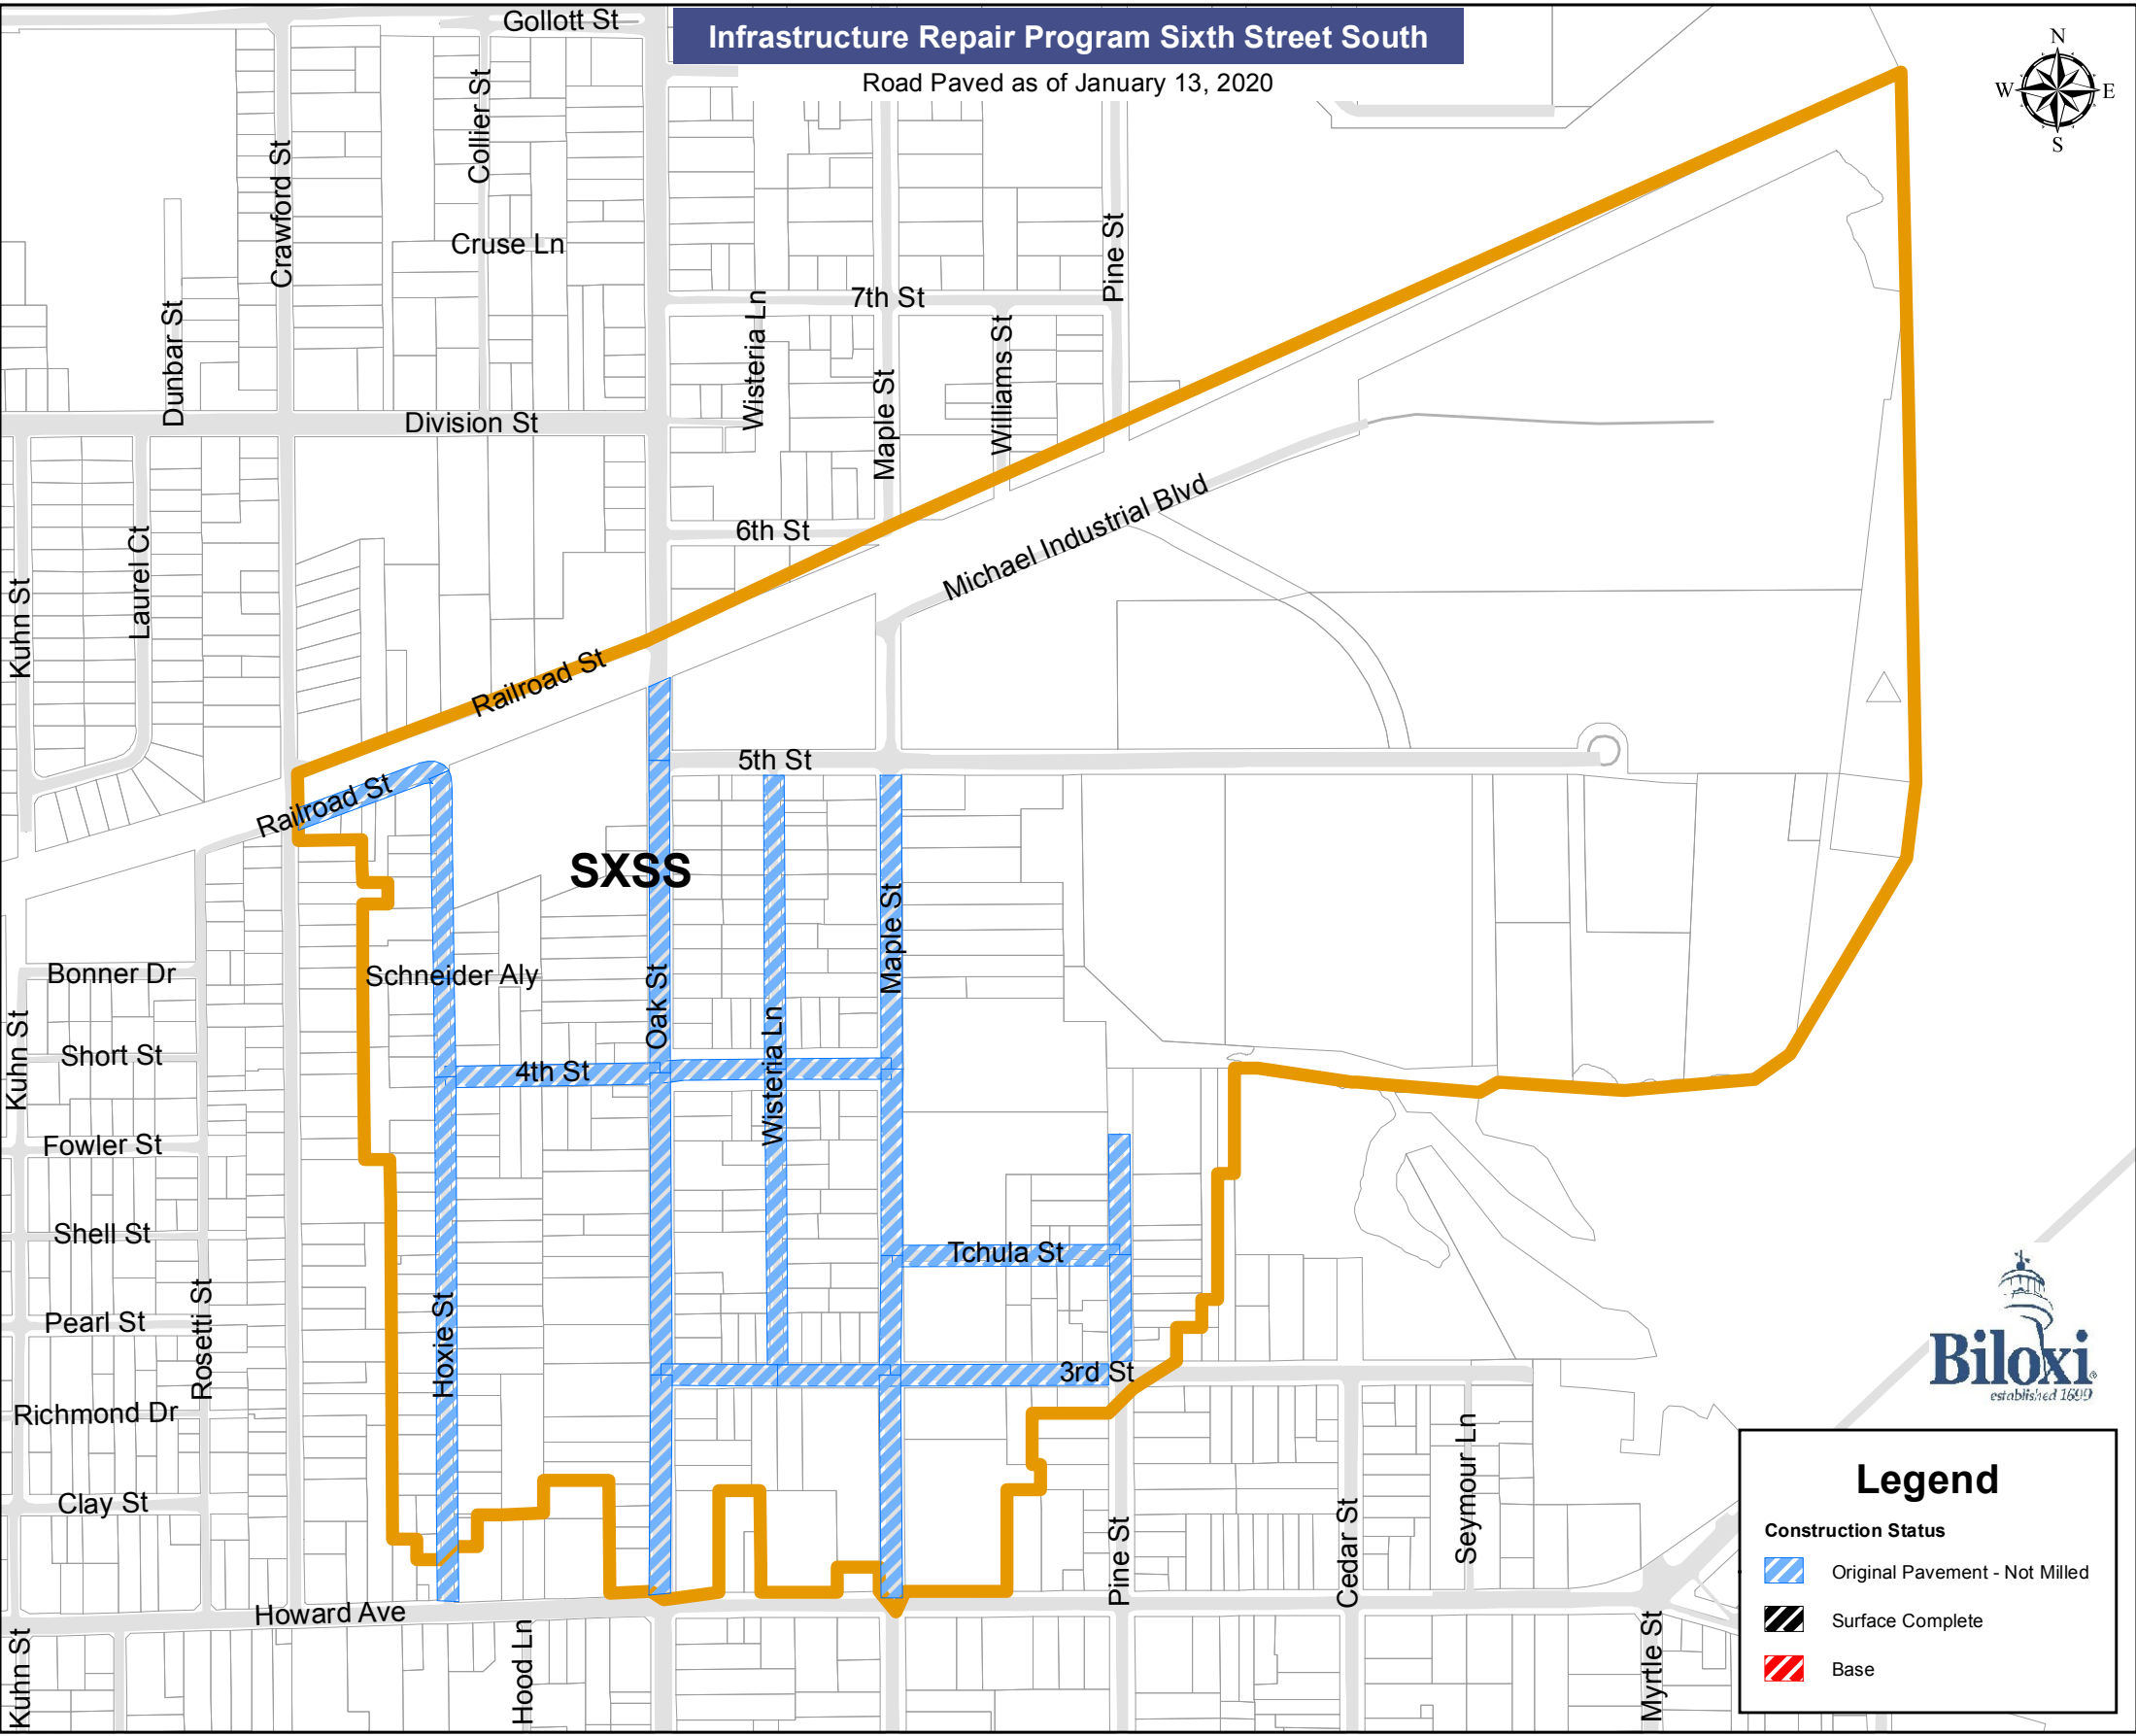 Gollott St
Infrastructure Repair Program Sixth Street South
Road Paved as of January 13, 2020
N
W
E
S
Collier St
Crawford St
Cruse Ln
Pine St
7th St
Wisteria Ln
Dunbar St
Williams St
Maple St
Division St
6th St
Michael Industrial Blvd
Laurel Ct
Kuhn St
Railroad St
5th St
Railroad St
SXSS
Maple St
Bonner Dr
Schneider Aly
Oak St
Wisteria Ln
Kuhn St
Short St
4th St
Fowler St
Shell St
Tchula St
Pearl St
Rosetti St
Hoxie St
3rd St
Richmond Dr
Clay St
Seymour Ln
Cedar St
Pine St
Howard Ave
Kuhn St
Hood Ln
Myrtle St
Biloxi
established 1699
Legend
Construction Status
Original Pavement - Not Milled
Surface Complete
Base